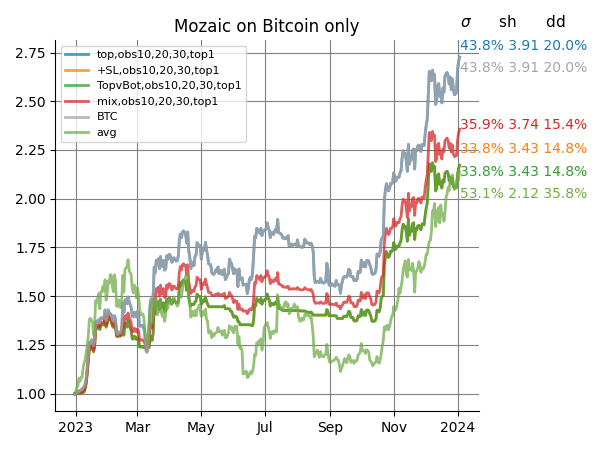 Mozaic on Bitcoin only
σ sh dd
top,obs10,20,30,top1
+SL,obs10,20,30,top1
TopvBot,obs10,20,30,top1
mix,obs10,20,30,top1
BTC
avg
43.8% 3.91 20.0%
43.8% 3.91 20.0%
35.9% 3.74 15.4%
33.8% 3.43 14.8%
33.8% 3.43 14.8%
53.1% 2.12 35.8%
2.75
2.50
2.25
2.00
1.75
1.50
1.25
1.00
2023 Mar May Jul Sep Nov 2024